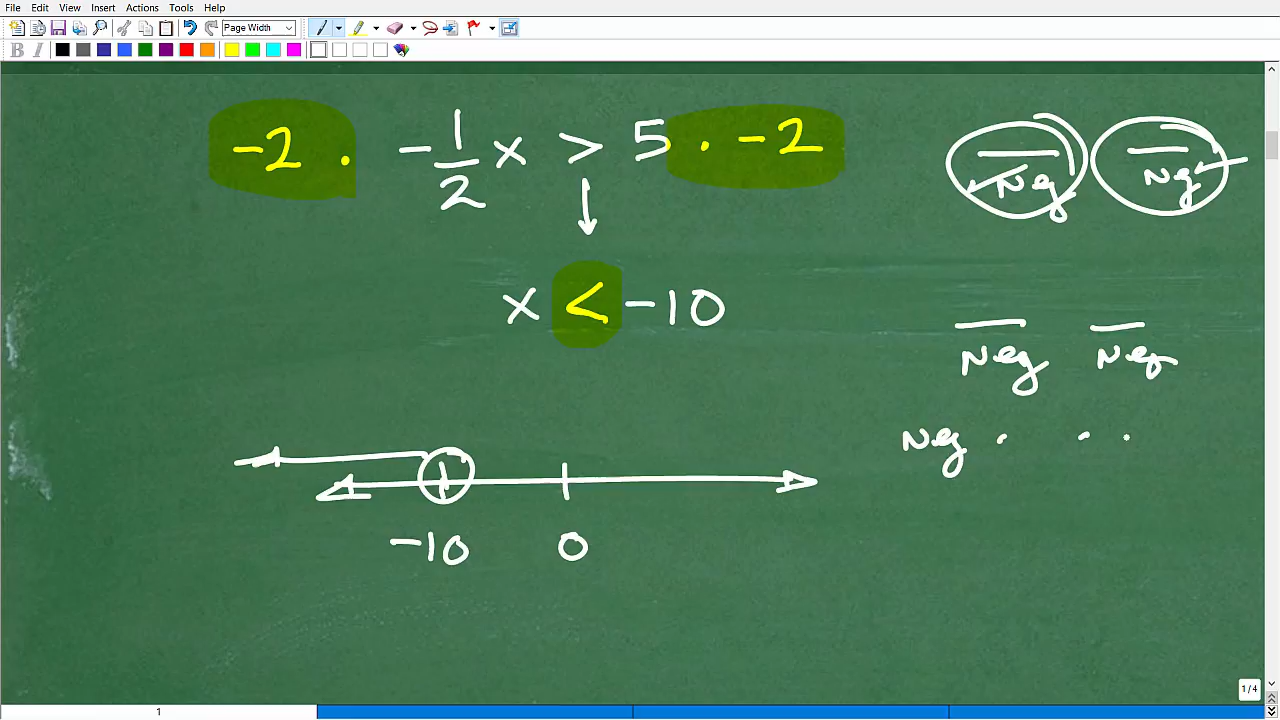 File Edit View Insert Actions Tools Help
Page Width
B I
-2 · -1/2 x > 5 · -2
Neg Neg
x < -10
Neg Neg
Neg · · ·
-10 0
1/4
1